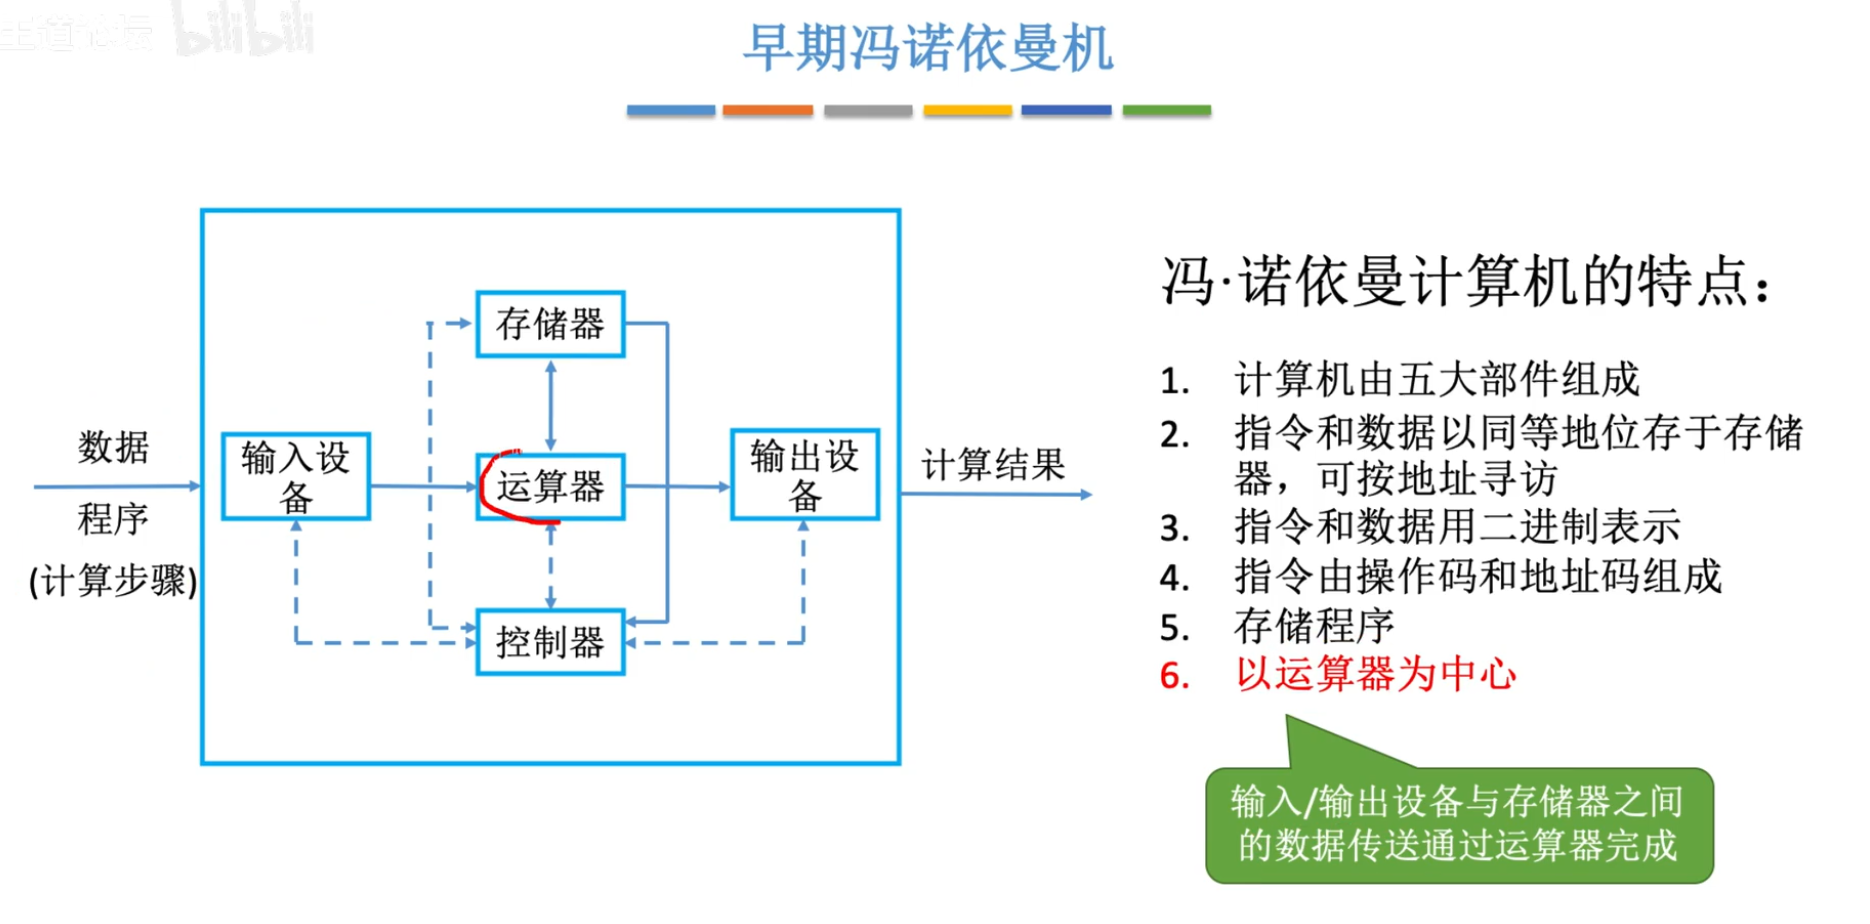 王道论坛 bilibili
早期冯诺依曼机
数据
程序
(计算步骤)
存储器
输入设
备
运算器
输出设
备
控制器
计算结果
冯·诺依曼计算机的特点：
1. 计算机由五大部件组成
2. 指令和数据以同等地位存于存储
器，可按地址寻访
3. 指令和数据用二进制表示
4. 指令由操作码和地址码组成
5. 存储程序
6. 以运算器为中心
输入/输出设备与存储器之间
的数据传送通过运算器完成